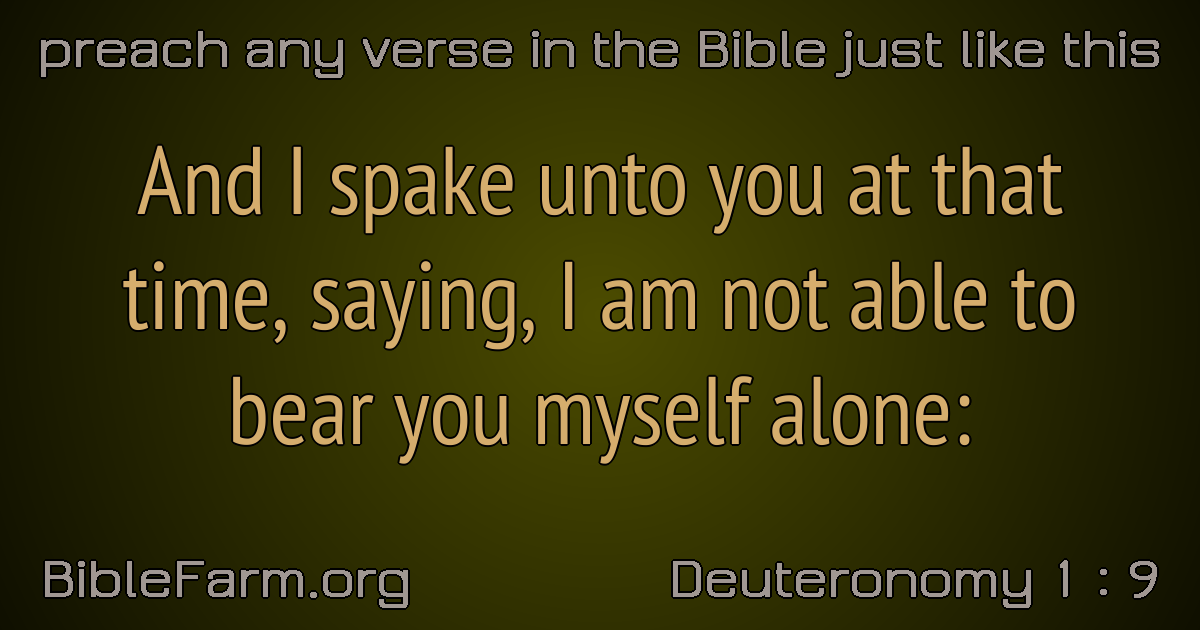 preach any verse in the Bible just like this
And I spake unto you at that
time, saying, I am not able to
bear you myself alone:
BibleFarm.org
Deuteronomy 1 : 9